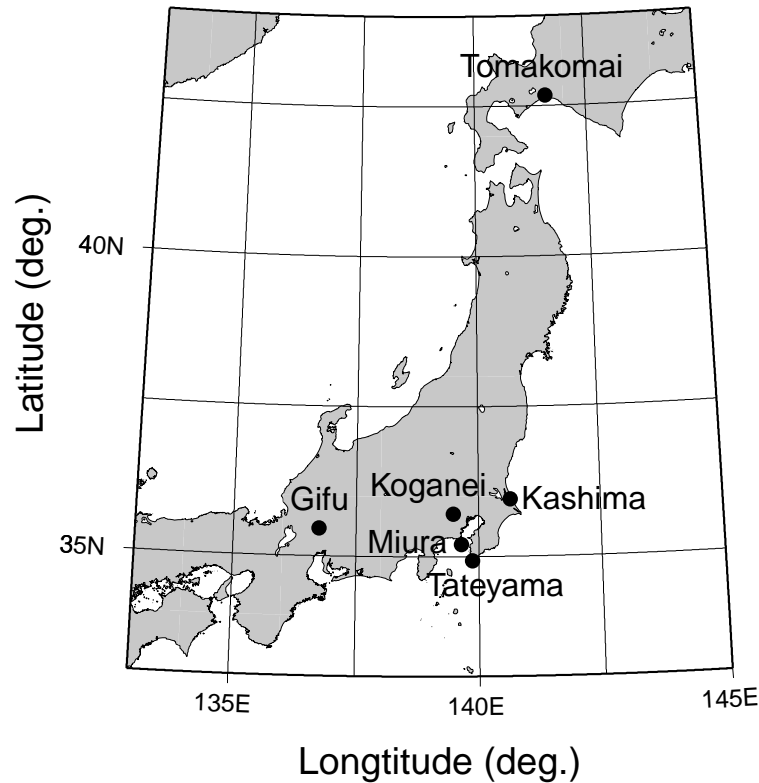 Tomakomai
40N
Latitude (deg.)
Koganei
Kashima
Gifu
Miura
35N
Tateyama
135E
140E
145E
Longtitude (deg.)